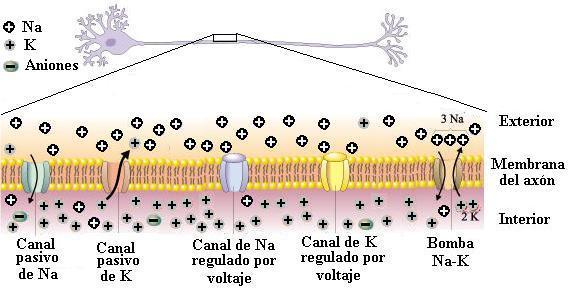 Na
K
Aniones
3 Na
Exterior
Membrana
del axón
Interior
2 K
Canal
pasivo
de Na
Canal
pasivo
de K
Canal de Na
regulado por
voltaje
Canal de K
regulado por
voltaje
Bomba
Na-K